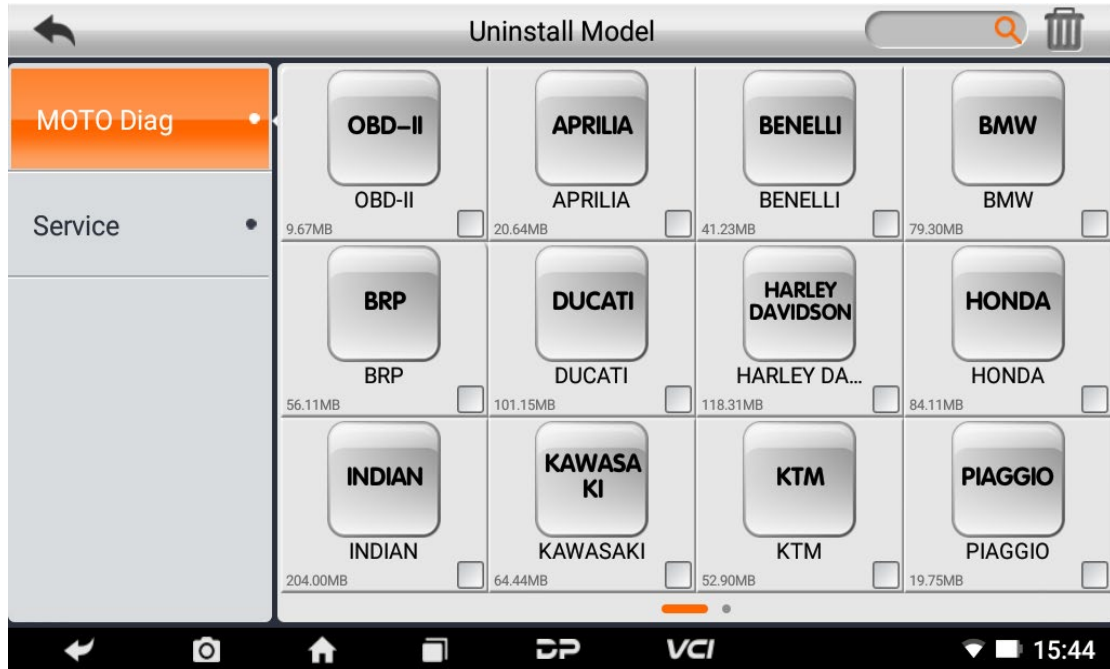 Uninstall Model
MOTO Diag
Service
OBD-II
OBD-II
9.67MB
APRILIA
APRILIA
20.64MB
BENELLI
BENELLI
41.23MB
BMW
BMW
79.30MB
BRP
BRP
56.11MB
DUCATI
DUCATI
101.15MB
HARLEY
DAVIDSON
HARLEY DA...
118.31MB
HONDA
HONDA
84.11MB
INDIAN
INDIAN
204.00MB
KAWASA
KI
KAWASAKI
64.44MB
KTM
KTM
52.90MB
PIAGGIO
PIAGGIO
19.75MB
DP
VCI
15:44